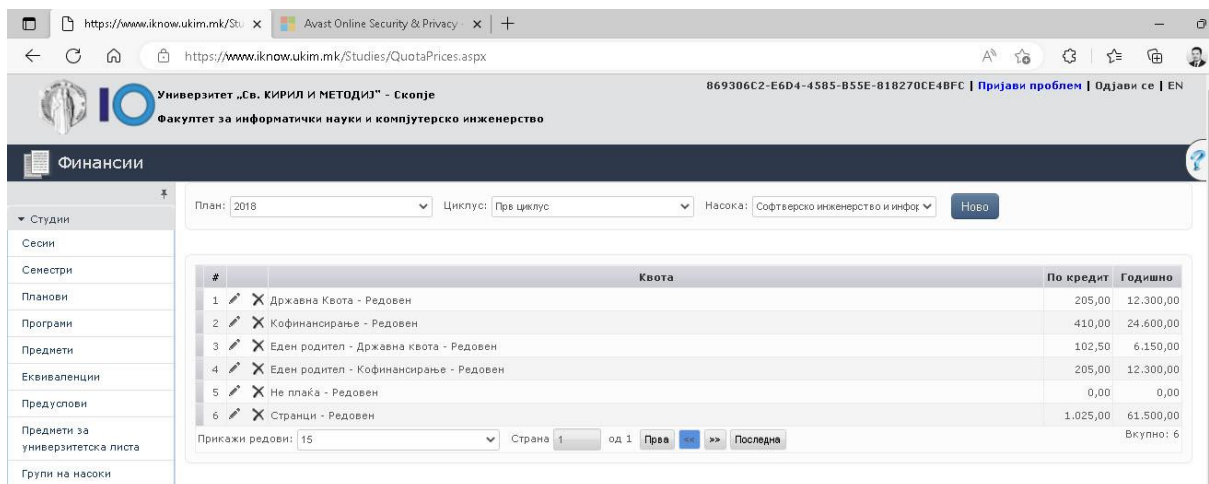 https://www.iknow.ukim.mk/Stu
Avast Online Security & Privacy -
https://www.iknow.ukim.mk/Studies/QuotaPrices.aspx
869306C2-E6D4-4585-B55E-818270CE4BFC | Пријави проблем | Одјави се | EN
Универзитет „Св. КИРИЛ И МЕТОДИЈ" - Скопје
Факултет за информатички науки и компјутерско инженерство
Финансии
План: 2018 Циклус: Прв циклус Насока: Софтверско инженерство и инфор Ново
Студии
Сесии
Семестри
Планови
Програми
Предмети
Еквиваленции
Предуслови
Предмети за
универзитетска листа
Групи на насоки
# Квота По кредит Годишно
1 Државна Квота - Редовен 205,00 12.300,00
2 Кофинансирање - Редовен 410,00 24.600,00
3 Еден родител - Државна квота - Редовен 102,50 6.150,00
4 Еден родител - Кофинансирање - Редовен 205,00 12.300,00
5 Не плаќа - Редовен 0,00 0,00
6 Странци - Редовен 1.025,00 61.500,00
Прикажи редови: 15 Страна 1 од 1 Прва << >> Последна Вкупно: 6